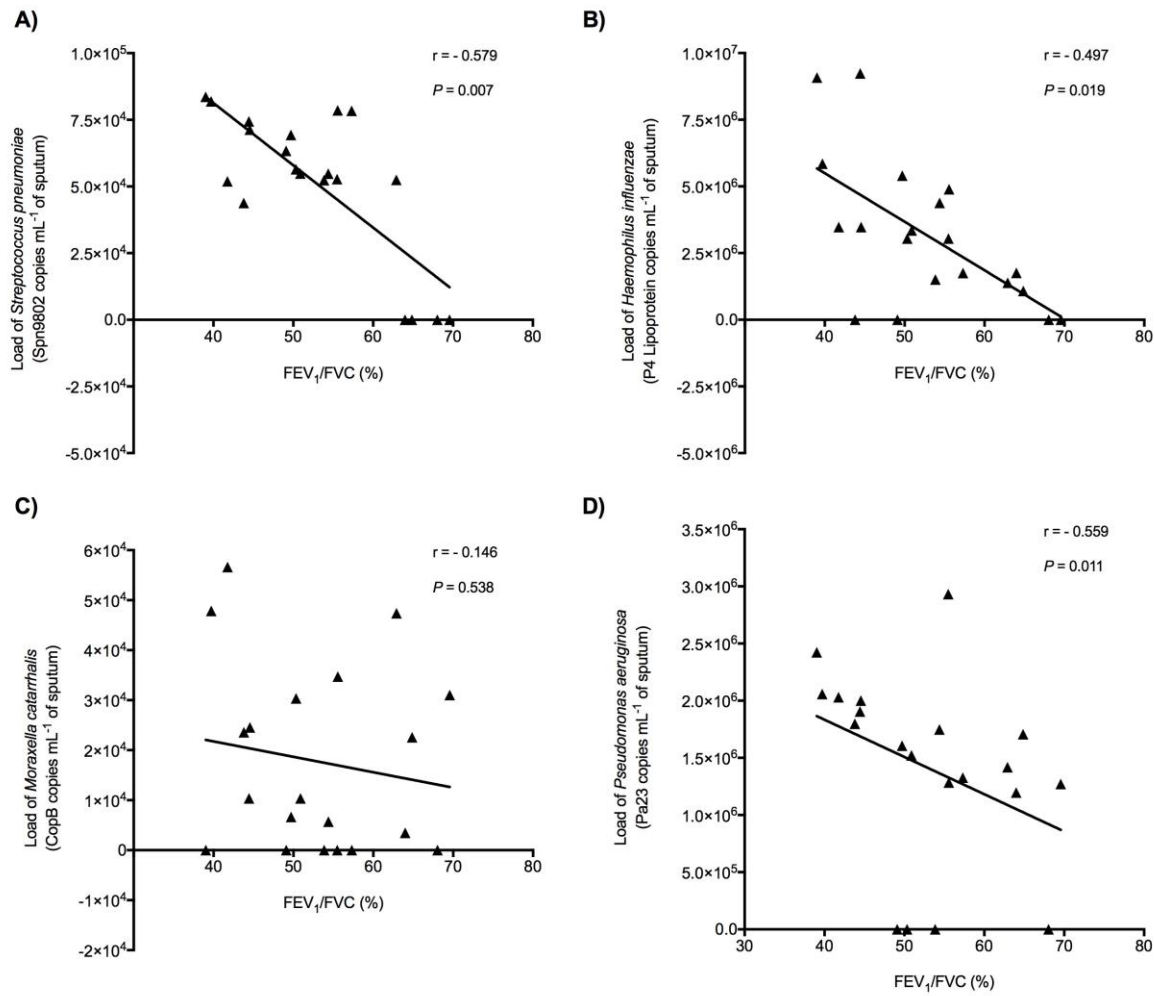 A)
r = - 0.579
P = 0.007
Load of Streptococcus pneumoniae
(Spn9802 copies mL⁻¹ of sputum)
1.0×10⁵
7.5×10⁴
5.0×10⁴
2.5×10⁴
0.0
-2.5×10⁴
-5.0×10⁴
40 50 60 70 80
FEV₁/FVC (%)
B)
r = - 0.497
P = 0.019
Load of Haemophilus influenzae
(P4 Lipoprotein copies mL⁻¹ of sputum)
1.0×10⁷
7.5×10⁶
5.0×10⁶
2.5×10⁶
0.0
-2.5×10⁶
-5.0×10⁶
40 50 60 70 80
FEV₁/FVC (%)
C)
r = - 0.146
P = 0.538
Load of Moraxella catarrhalis
(CopB copies mL⁻¹ of sputum)
6×10⁴
5×10⁴
4×10⁴
3×10⁴
2×10⁴
1×10⁴
0
-1×10⁴
-2×10⁴
40 50 60 70 80
FEV₁/FVC (%)
D)
r = - 0.559
P = 0.011
Load of Pseudomonas aeruginosa
(Pa23 copies mL⁻¹ of sputum)
3.5×10⁶
3.0×10⁶
2.5×10⁶
2.0×10⁶
1.5×10⁶
1.0×10⁶
5.0×10⁵
0.0
30 40 50 60 70 80
FEV₁/FVC (%)